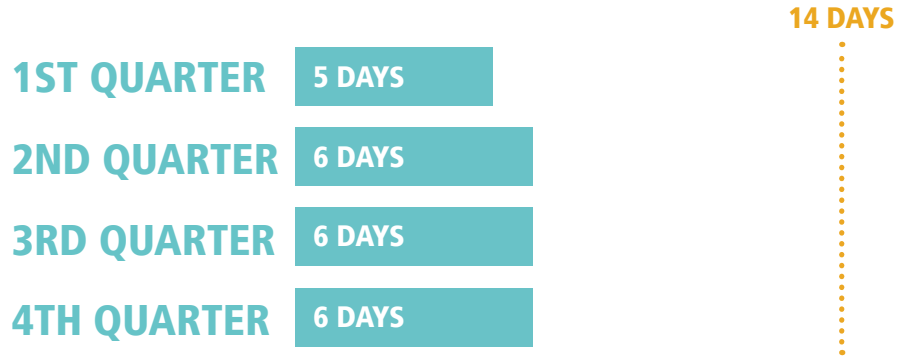 14 DAYS
1ST QUARTER 5 DAYS
2ND QUARTER 6 DAYS
3RD QUARTER 6 DAYS
4TH QUARTER 6 DAYS